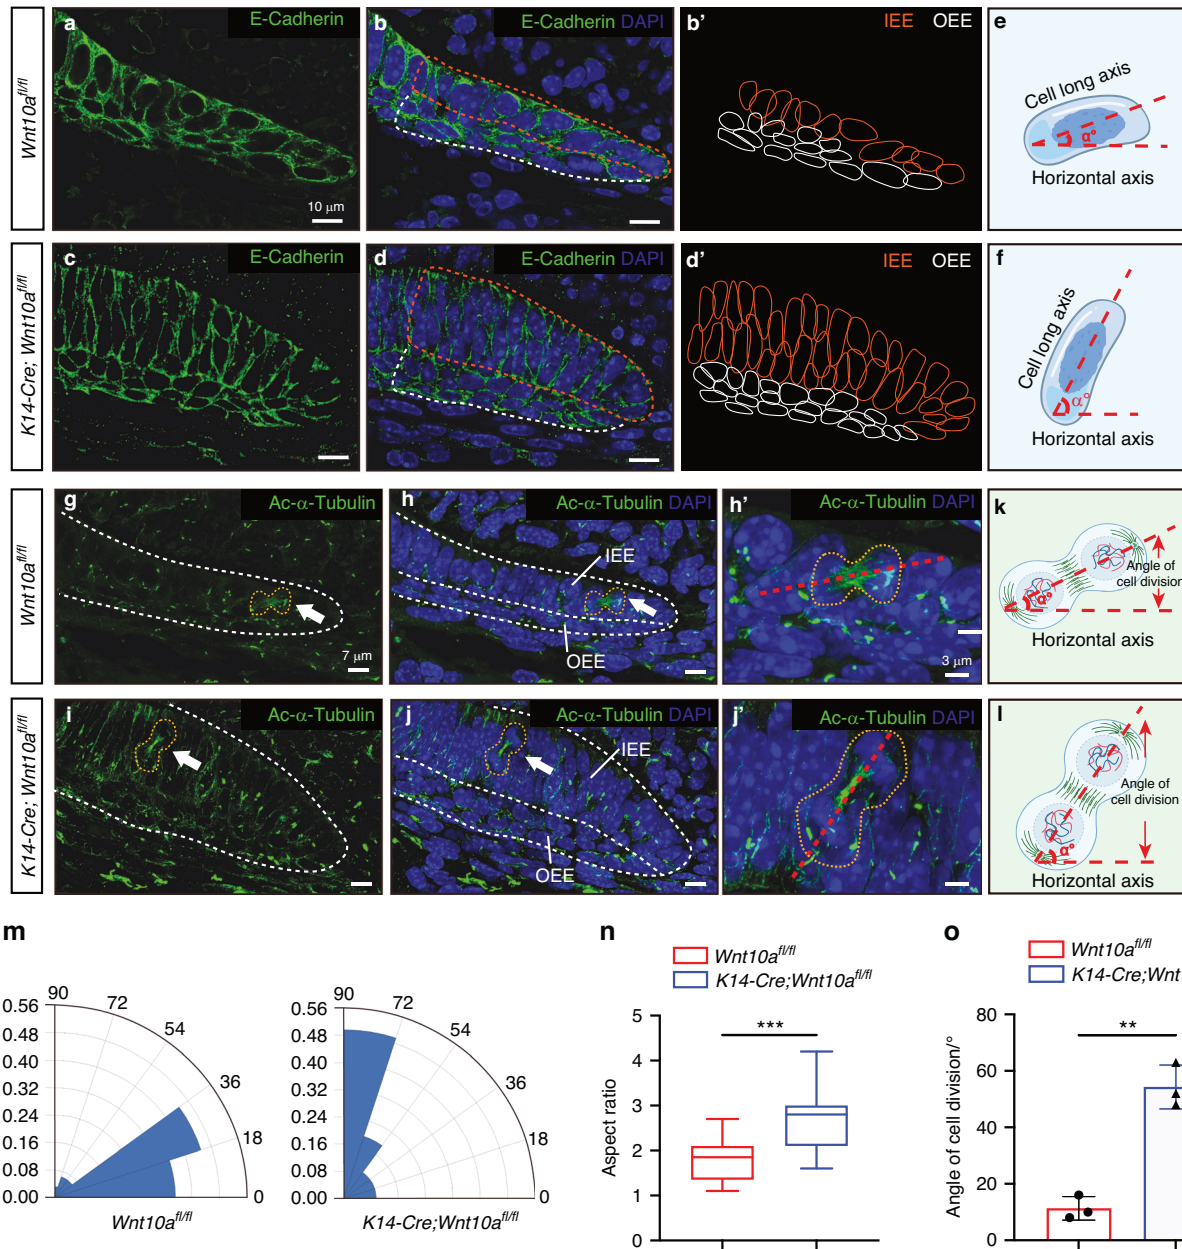 a E-Cadherin
b E-Cadherin DAPI
b' IEE OEE
e
Wnt10a^fl/fl
10 μm
Cell long axis
α°
Horizontal axis
c E-Cadherin
d E-Cadherin DAPI
d' IEE OEE
f
K14-Cre; Wnt10a^fl/fl
Cell long axis
α°
Horizontal axis
g Ac-α-Tubulin
h Ac-α-Tubulin DAPI
h' Ac-α-Tubulin DAPI
k
Wnt10a^fl/fl
IEE
OEE
7 μm
3 μm
Angle of
cell division
α°
Horizontal axis
i Ac-α-Tubulin
j Ac-α-Tubulin DAPI
j' Ac-α-Tubulin DAPI
l
K14-Cre; Wnt10a^fl/fl
IEE
OEE
Angle of
cell division
α°
Horizontal axis
m
0.56
0.48
0.40
0.32
0.24
0.16
0.08
0.00
90
72
54
36
18
0
Wnt10a^fl/fl
0.56
0.48
0.40
0.32
0.24
0.16
0.08
0.00
90
72
54
36
18
0
K14-Cre;Wnt10a^fl/fl
n
Wnt10a^fl/fl
K14-Cre;Wnt10a^fl/fl
Aspect ratio
5
4
3
2
1
0
***
o
Wnt10a^fl/fl
K14-Cre;Wnt
Angle of cell division/°
80
60
40
20
0
**